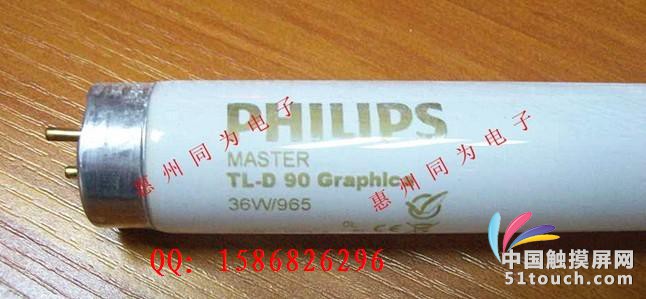 PHILIPS
MASTER
TL-D 90 Graphica
36W/965
CE
惠州同为电子
惠州同为电子
QQ: 1586826296
中国触摸屏网
51touch.com